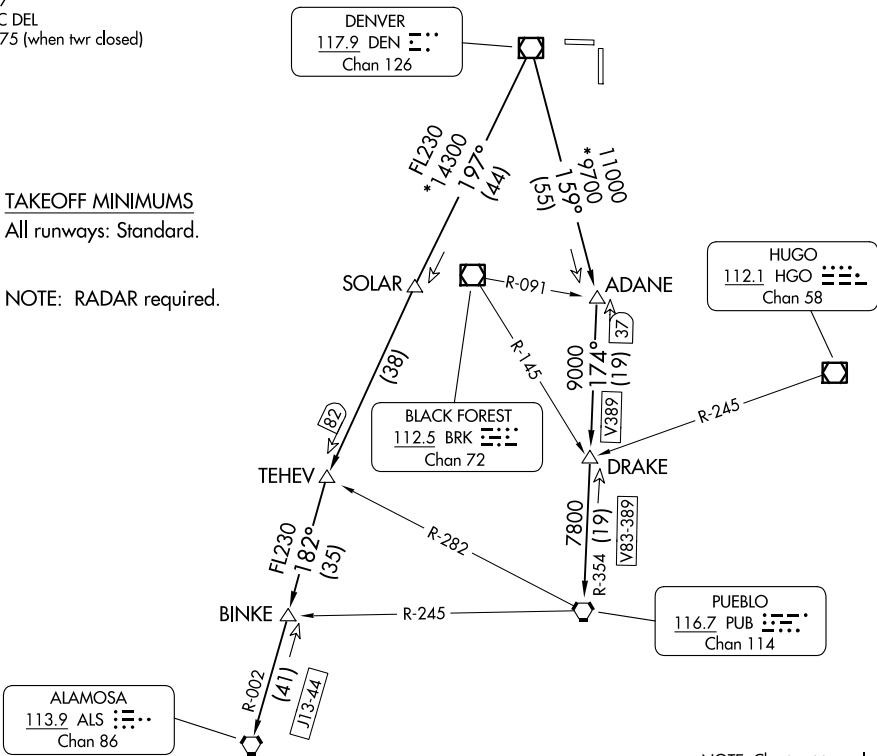 C DEL
75 (when twr closed)
DENVER
117.9 DEN
Chan 126
FL230
*14300
197°
(44)
11000
*9700
159°
(55)
TAKEOFF MINIMUMS
All runways: Standard.
NOTE: RADAR required.
SOLAR
R-091
ADANE
HUGO
112.1 HGO
Chan 58
37
(38)
R-145
9000
174°
(19)
V389
R-245
82
BLACK FOREST
112.5 BRK
Chan 72
TEHEV
DRAKE
R-282
7800
R-354 (19)
V83-389
FL230
182°
(35)
BINKE
R-245
PUEBLO
116.7 PUB
Chan 114
R-002
(41)
J13-44
ALAMOSA
113.9 ALS
Chan 86